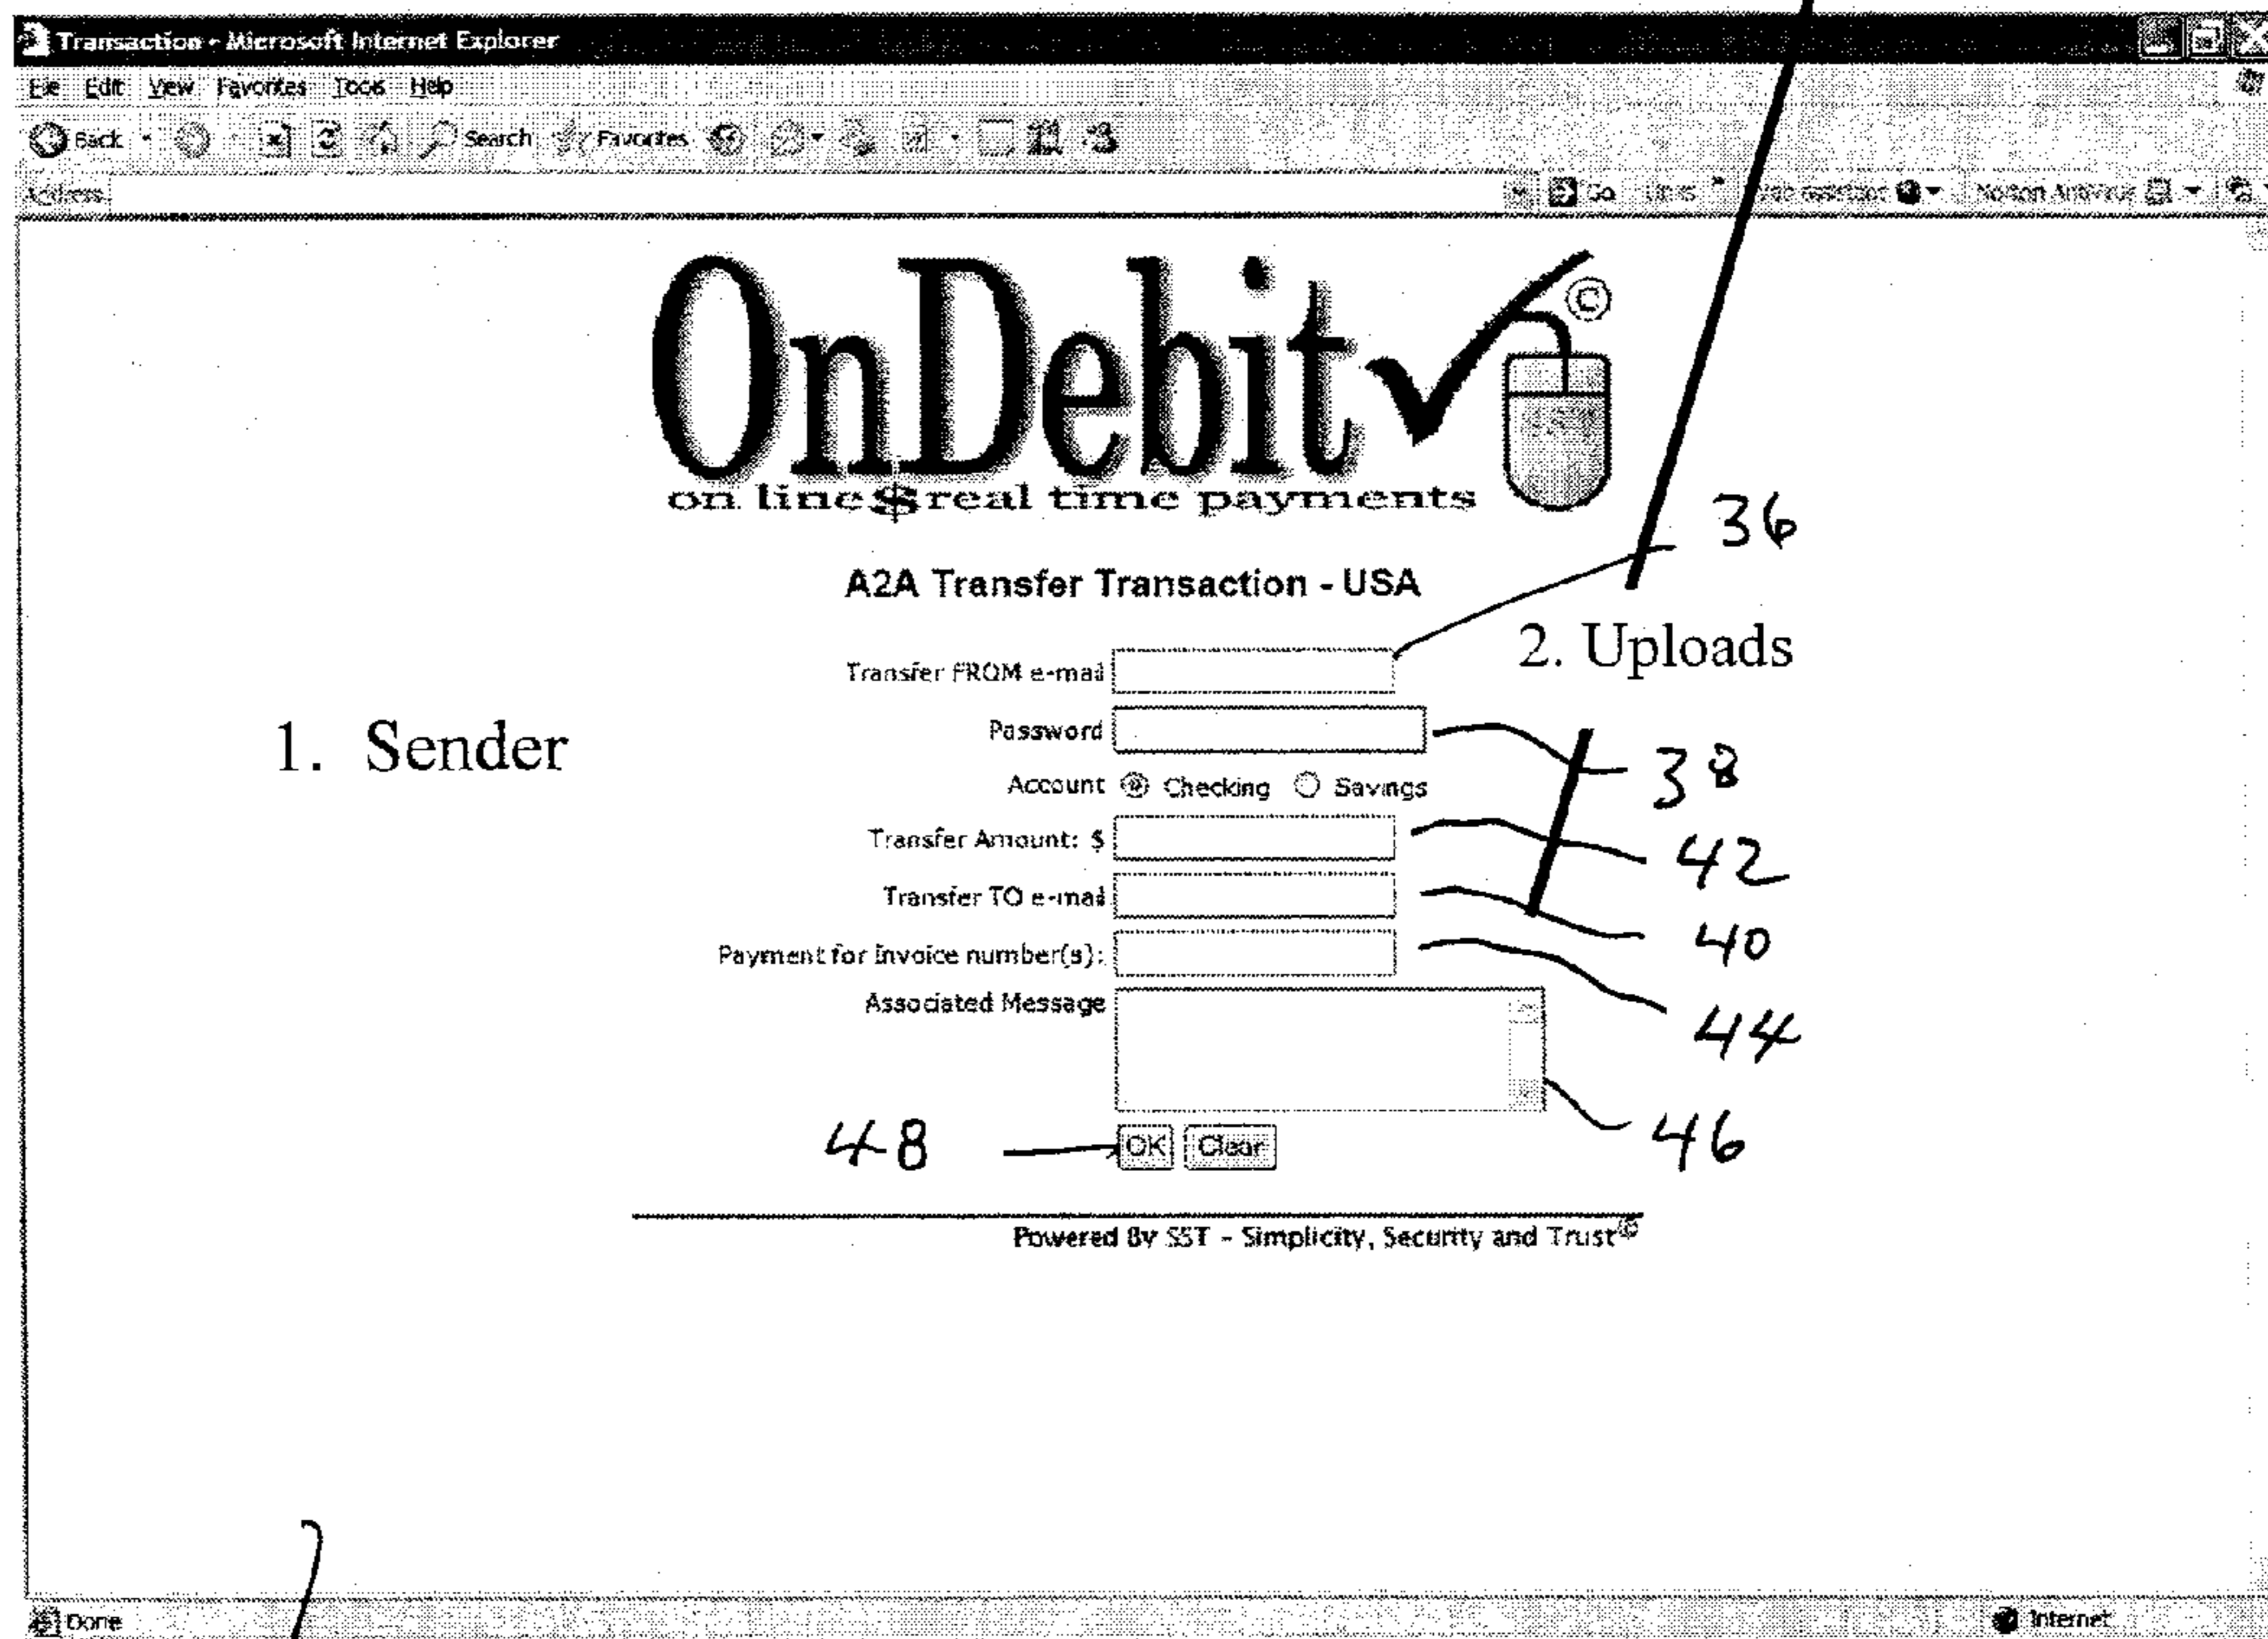 Transaction - Microsoft Internet Explorer
File Edit View Favorites Tools Help
Back Search Favorites
Address Go Links Norton AntiVirus
OnDebit ©
on line $ real time payments
36
A2A Transfer Transaction - USA
2. Uploads
Transfer FROM e-mail
1. Sender
Password
38
Account Checking Savings
Transfer Amount: $
42
Transfer TO e-mail
40
Payment for Invoice number(s):
44
Associated Message
46
48 OK Clear
Powered By SST - Simplicity, Security and Trust©
Done Internet